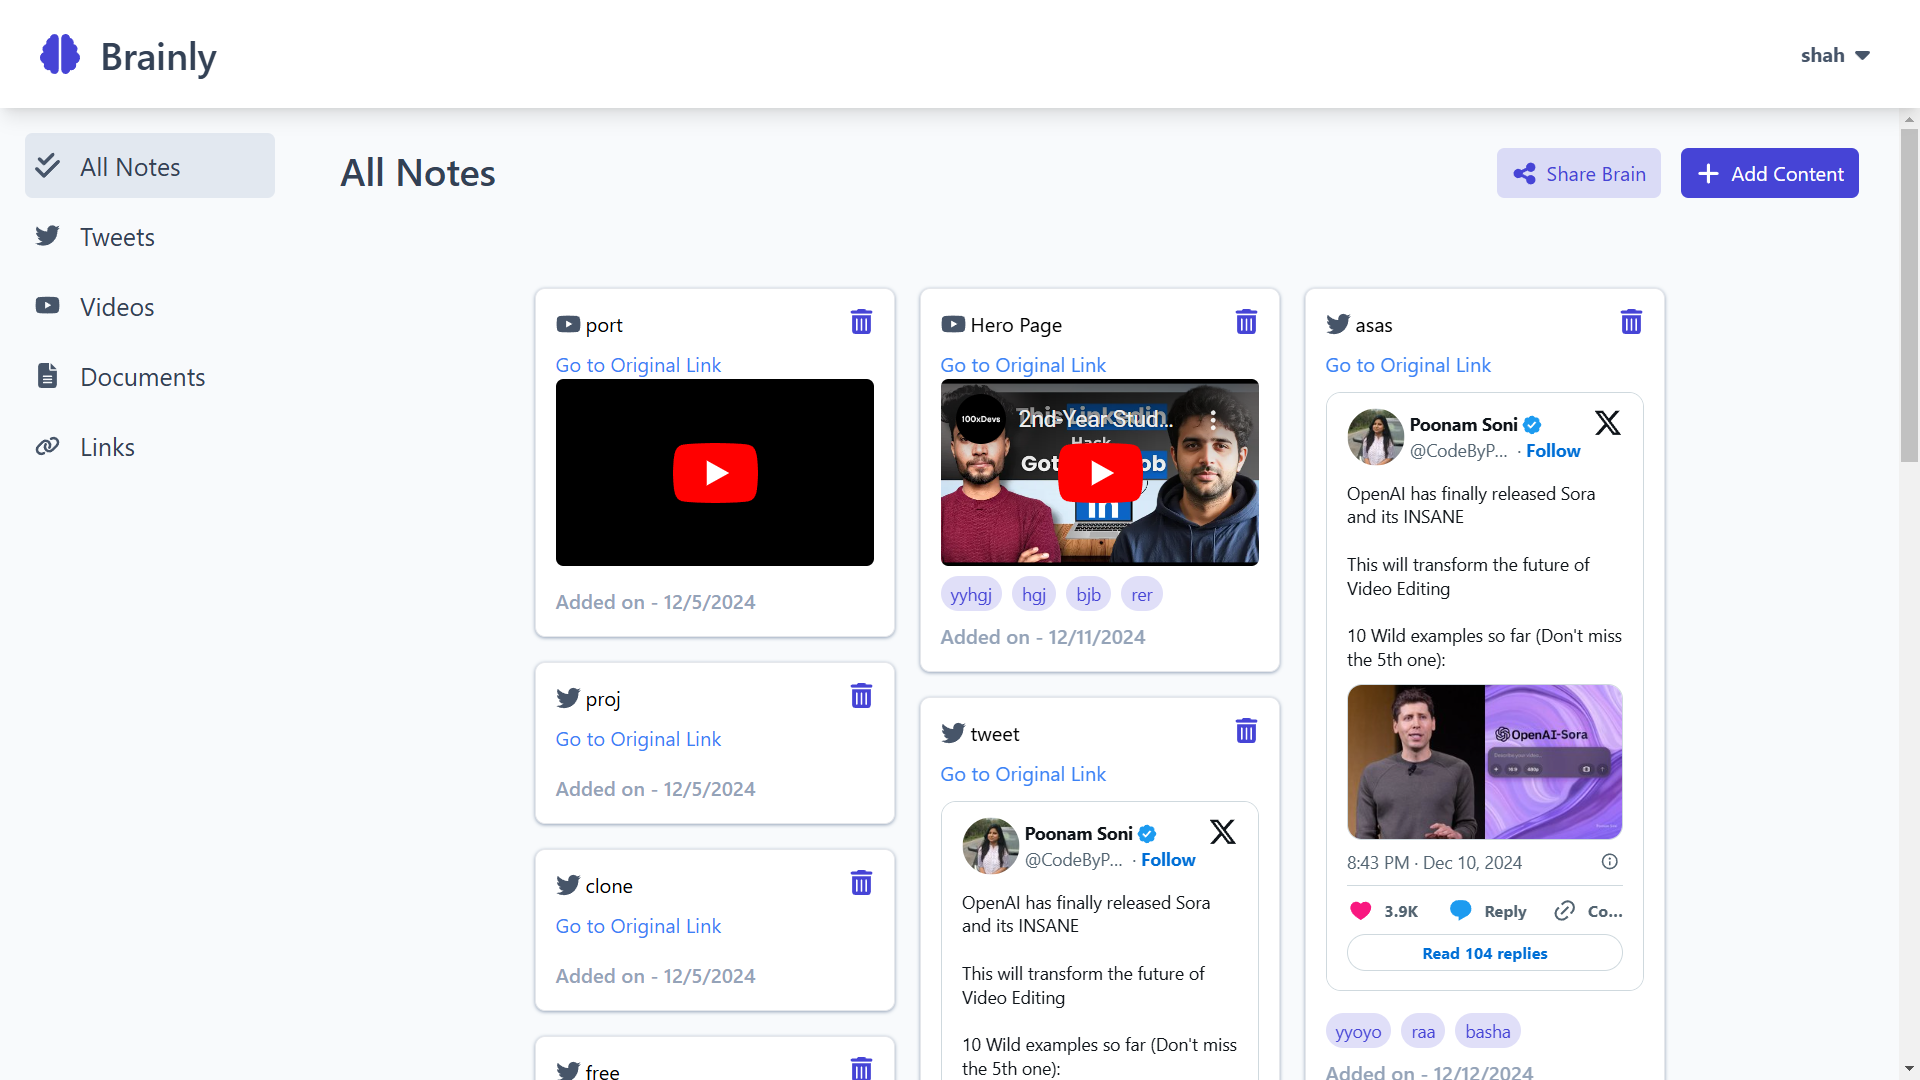 Brainly
shah
All Notes
Tweets
Videos
Documents
Links
All Notes
Share Brain
Add Content
port
Go to Original Link
Added on - 12/5/2024
proj
Go to Original Link
Added on - 12/5/2024
clone
Go to Original Link
Added on - 12/5/2024
free
Hero Page
Go to Original Link
100xDevs
This Linkedin
2nd-Year Stud...
Hack
Got
ob
in
yyhgj hgj bjb rer
Added on - 12/11/2024
tweet
Go to Original Link
Poonam Soni
@CodeByP... · Follow
OpenAI has finally released Sora
and its INSANE
This will transform the future of
Video Editing
10 Wild examples so far (Don't miss
the 5th one):
asas
Go to Original Link
Poonam Soni
@CodeByP... · Follow
OpenAI has finally released Sora
and its INSANE
This will transform the future of
Video Editing
10 Wild examples so far (Don't miss
the 5th one):
OpenAI-Sora
8:43 PM · Dec 10, 2024
3.9K Reply Co...
Read 104 replies
yyoyo raa basha
Added on - 12/12/2024